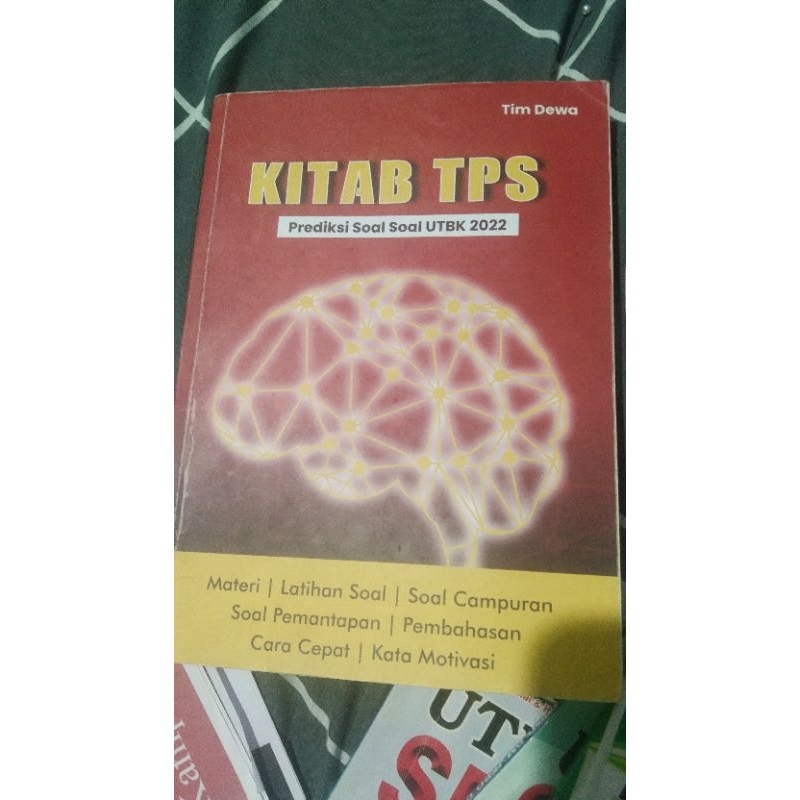 Tim Dewa
KITAB TPS
Prediksi Soal Soal UTBK 2022
Materi | Latihan Soal | Soal Campuran
Soal Pemantapan | Pembahasan
Cara Cepat | Kata Motivasi